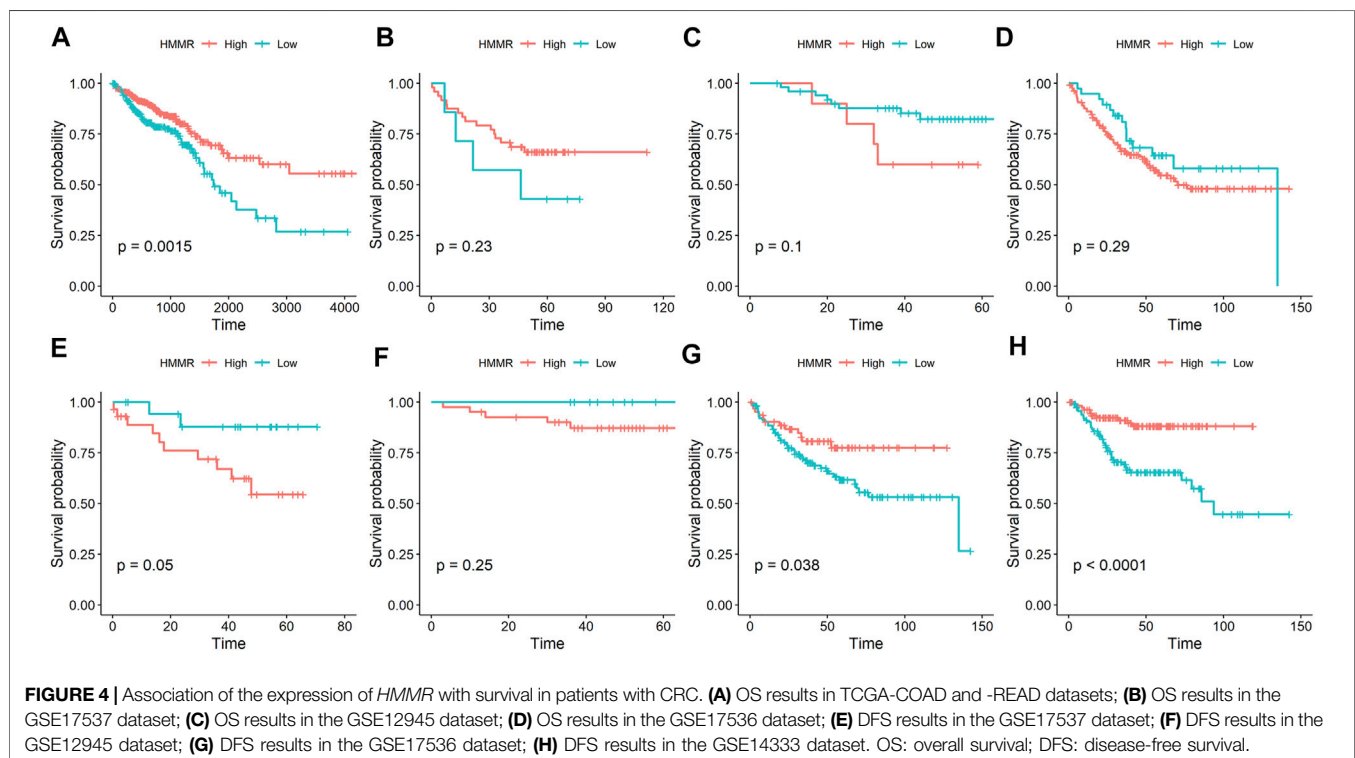 A
HMMR High Low
Survival probability
1.00
0.75
0.50
0.25
0.00
p = 0.0015
0 1000 2000 3000 4000
Time
B
HMMR High Low
Survival probability
1.00
0.75
0.50
0.25
0.00
p = 0.23
0 30 60 90 120
Time
C
HMMR High Low
Survival probability
1.00
0.75
0.50
0.25
0.00
p = 0.1
0 20 40 60
Time
D
HMMR High Low
Survival probability
1.00
0.75
0.50
0.25
0.00
p = 0.29
0 50 100 150
Time
E
HMMR High Low
Survival probability
1.00
0.75
0.50
0.25
0.00
p = 0.05
0 20 40 60 80
Time
F
HMMR High Low
Survival probability
1.00
0.75
0.50
0.25
0.00
p = 0.25
0 20 40 60
Time
G
HMMR High Low
Survival probability
1.00
0.75
0.50
0.25
0.00
p = 0.038
0 50 100 150
Time
H
HMMR High Low
Survival probability
1.00
0.75
0.50
0.25
0.00
p < 0.0001
0 50 100 150
Time
FIGURE 4 | Association of the expression of HMMR with survival in patients with CRC. (A) OS results in TCGA-COAD and -READ datasets; (B) OS results in the
GSE17537 dataset; (C) OS results in the GSE12945 dataset; (D) OS results in the GSE17536 dataset; (E) DFS results in the GSE17537 dataset; (F) DFS results in the
GSE12945 dataset; (G) DFS results in the GSE17536 dataset; (H) DFS results in the GSE14333 dataset. OS: overall survival; DFS: disease-free survival.